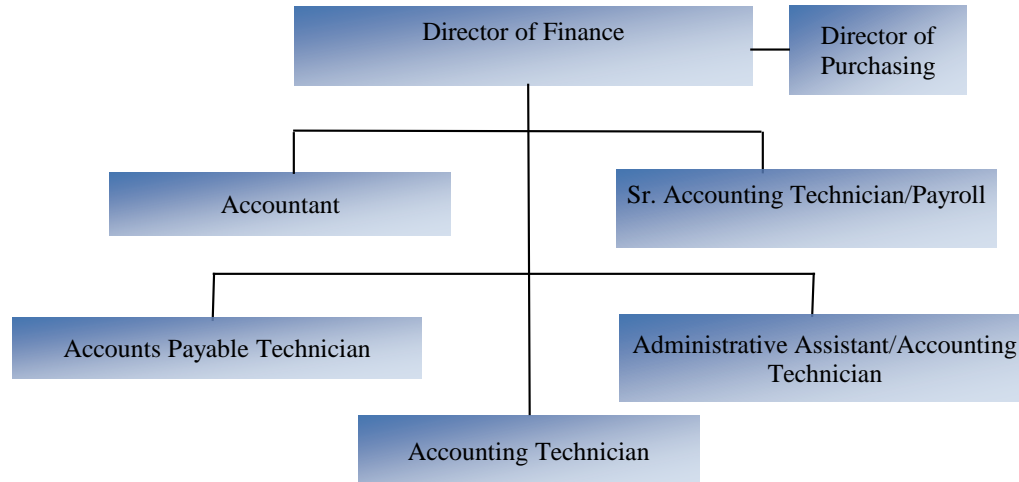 Director of Finance
Director of
Purchasing
Accountant
Sr. Accounting Technician/Payroll
Accounts Payable Technician
Administrative Assistant/Accounting
Technician
Accounting Technician